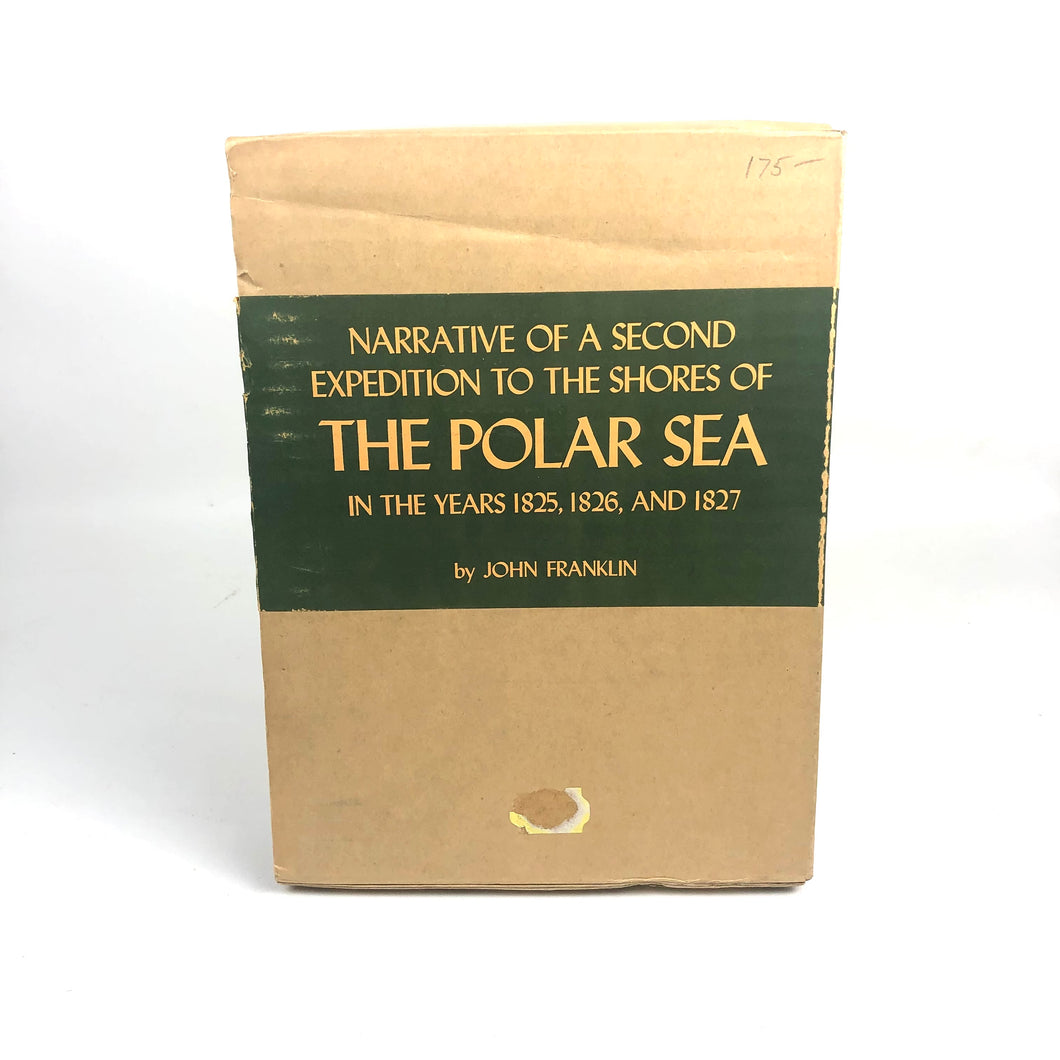 175—
NARRATIVE OF A SECOND
EXPEDITION TO THE SHORES OF
THE POLAR SEA
IN THE YEARS 1825, 1826, AND 1827
by JOHN FRANKLIN